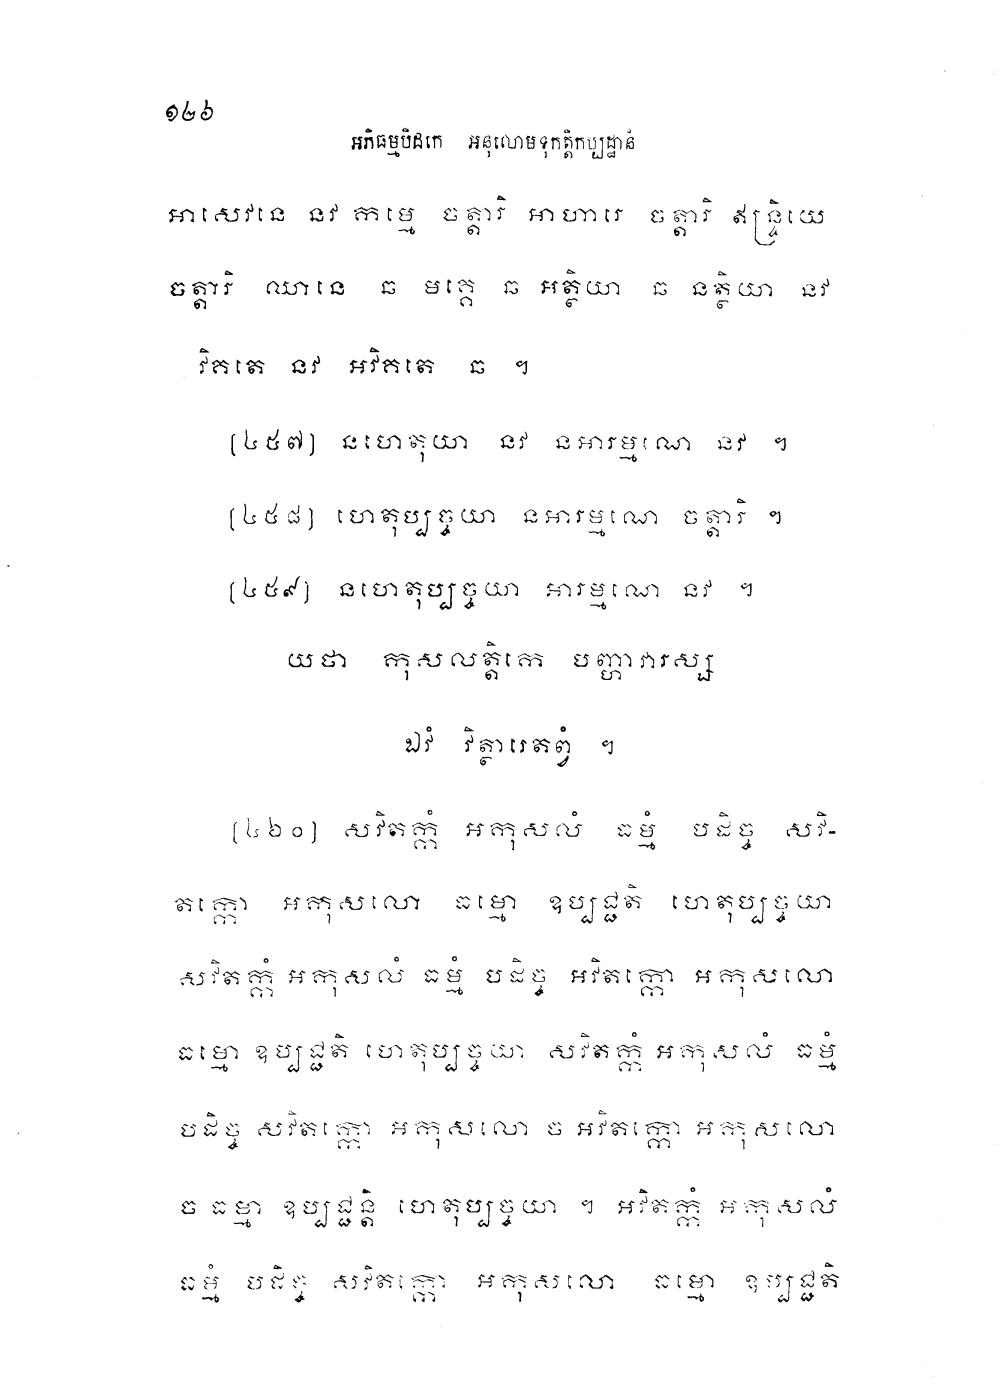 ១២៦
អភិធម្មបិដកេ អនុលោមទុកត្តិកប្បដ្ឋានំ
អាសេវនេ នវ កម្មេ ចត្តារិ អាហារេ ចត្តារិ ឥន្ទ្រិយេ
ចត្តារិ ឈានេ ឆ មគ្គេ ឆ អត្ថិយា ឆ នត្ថិយា នវ
វិគតេ នវ អវិគតេ ឆ ។
[៤៥៧] នហេតុយា នវ នអារម្មណេ នវ ។
[៤៥៨] ហេតុប្បច្ចយា នអារម្មណេ ចត្តារិ ។
[៤៥៩] នហេតុប្បច្ចយា អារម្មណេ នវ ។
យថា កុសលត្តិកេ បញ្ហាវារស្ស
ឯវំ វិត្ថារេតព្វំ ។
[៤៦០] សវិតក្កំ អកុសលំ ធម្មំ បដិច្ច សវិ-
តក្កោ អកុសលោ ធម្មោ ឧប្បជ្ជតិ ហេតុប្បច្ចយា
សវិតក្កំ អកុសលំ ធម្មំ បដិច្ច អវិតក្កោ អកុសលោ
ធម្មោ ឧប្បជ្ជតិ ហេតុប្បច្ចយា សវិតក្កំ អកុសលំ ធម្មំ
បដិច្ច សវិតក្កោ អកុសលោ ច អវិតក្កោ អកុសលោ
ច ធម្មា ឧប្បជ្ជន្តិ ហេតុប្បច្ចយា ។ អវិតក្កំ អកុសលំ
ធម្មំ បដិច្ច សវិតក្កោ អកុសលោ ធម្មោ ឧប្បជ្ជតិ